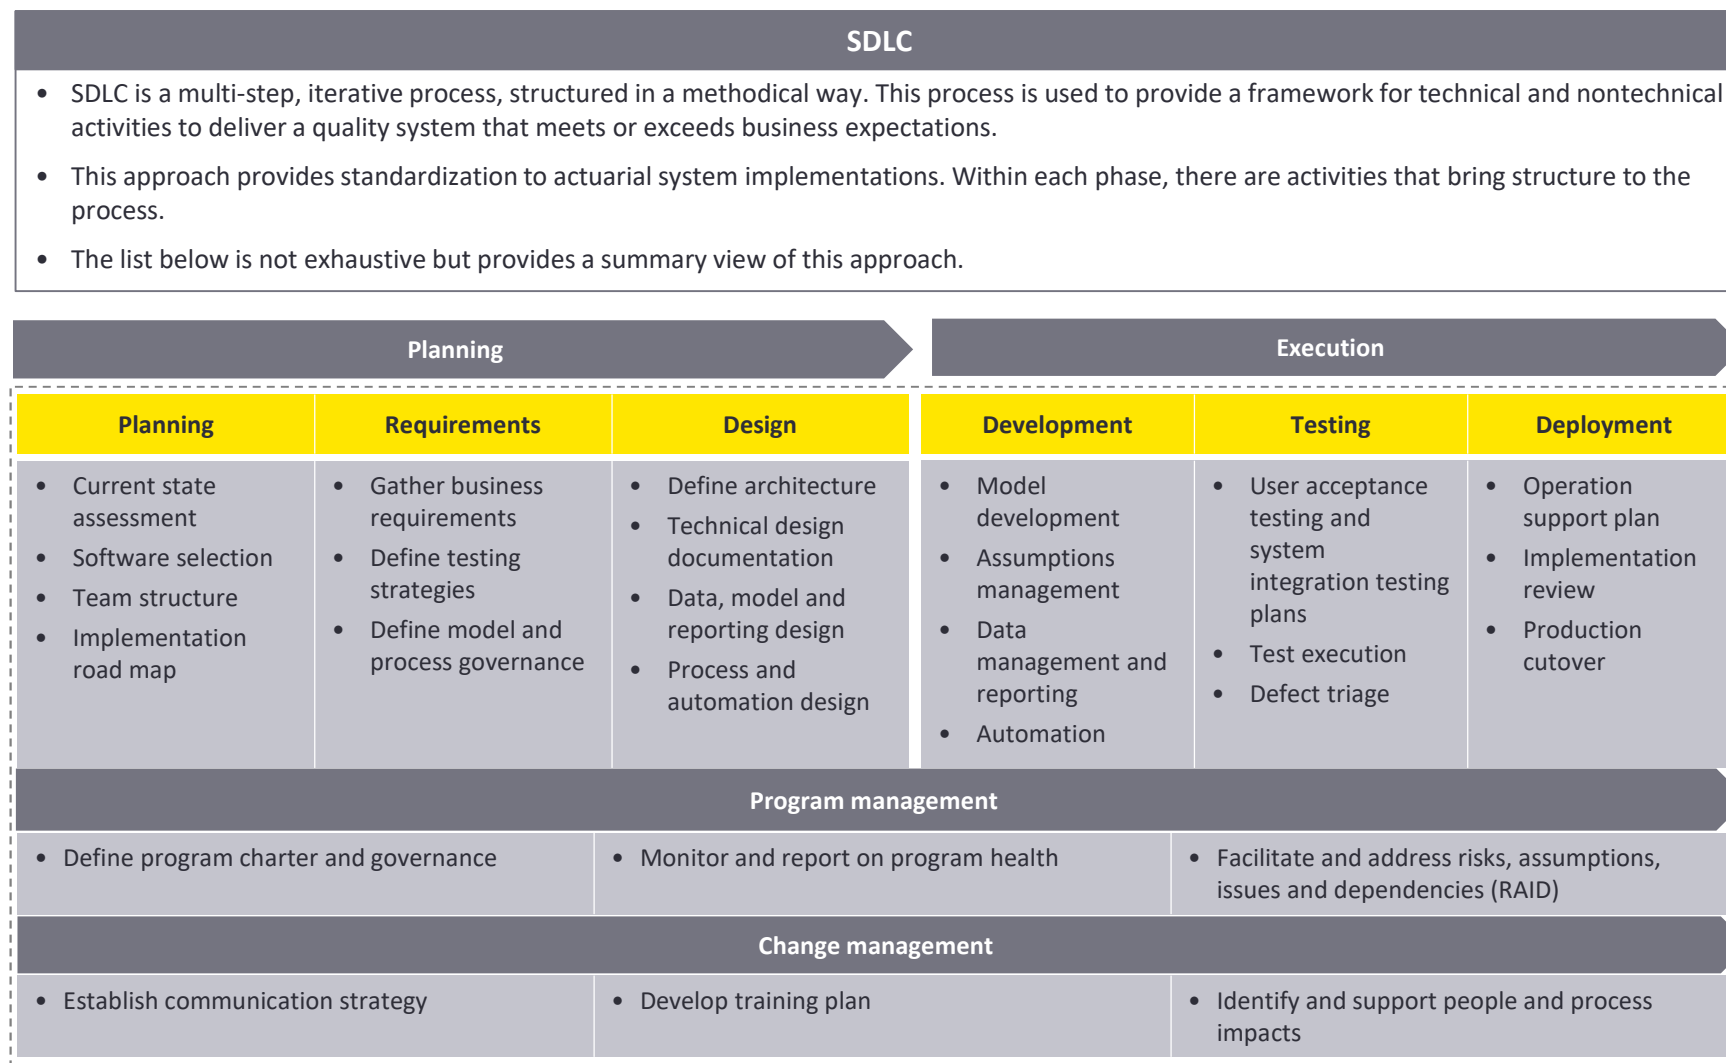 SDLC
• SDLC is a multi-step, iterative process, structured in a methodical way. This process is used to provide a framework for technical and nontechnical
activities to deliver a quality system that meets or exceeds business expectations.
• This approach provides standardization to actuarial system implementations. Within each phase, there are activities that bring structure to the
process.
• The list below is not exhaustive but provides a summary view of this approach.
Planning
Execution
Planning
• Current state
assessment
• Software selection
• Team structure
• Implementation
road map
Requirements
• Gather business
requirements
• Define testing
strategies
• Define model and
process governance
Design
• Define architecture
• Technical design
documentation
• Data, model and
reporting design
• Process and
automation design
Development
• Model
development
• Assumptions
management
• Data
management and
reporting
• Automation
Testing
• User acceptance
testing and
system
integration testing
plans
• Test execution
• Defect triage
Deployment
• Operation
support plan
• Implementation
review
• Production
cutover
Program management
• Define program charter and governance
• Monitor and report on program health
• Facilitate and address risks, assumptions,
issues and dependencies (RAID)
Change management
• Establish communication strategy
• Develop training plan
• Identify and support people and process
impacts